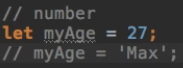 // number
let myAge = 27;
// myAge = 'Max';